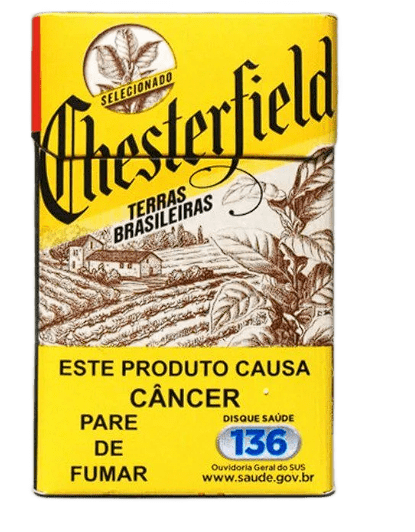 SELECIONADO
Chesterfield
TERRAS
BRASILEIRAS
ESTE PRODUTO CAUSA
CÂNCER
PARE
DE
FUMAR
DISQUE SAÚDE
136
Ouvidoria Geral do SUS
www.saude.gov.br